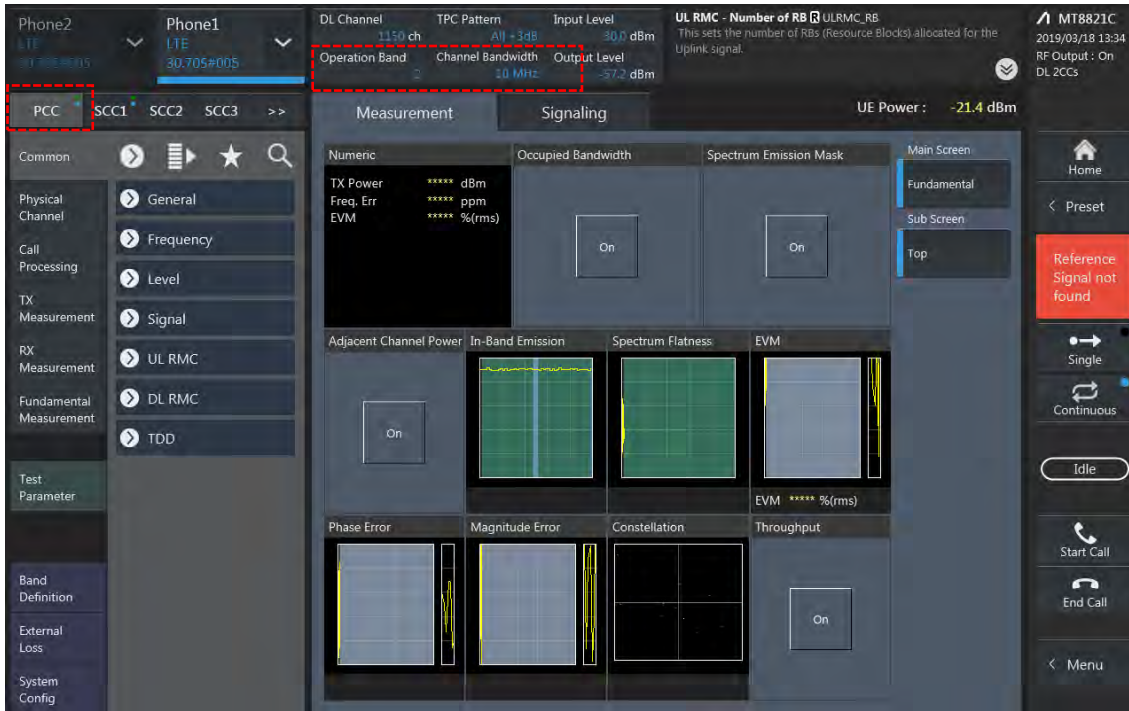 Phone2
LTE
Phone1
LTE
30.705#005
DL Channel
1150 ch
TPC Pattern
All +3dB
Input Level
30.0 dBm
Operation Band
2
Channel Bandwidth
10 MHz
Output Level
-57.2 dBm
UL RMC - Number of RB R ULRMC_RB
This sets the number of RBs (Resource Blocks) allocated for the
Uplink signal.
MT8821C
2019/03/18 13:34
RF Output : On
DL 2CCs
PCC SCC1 SCC2 SCC3 >>
Measurement
Signaling
UE Power : -21.4 dBm
Common
Physical
Channel
Call
Processing
TX
Measurement
RX
Measurement
Fundamental
Measurement
Test
Parameter
Band
Definition
External
Loss
System
Config
General
Frequency
Level
Signal
UL RMC
DL RMC
TDD
Numeric
TX Power ***** dBm
Freq. Err ***** ppm
EVM ***** %(rms)
Occupied Bandwidth
On
Spectrum Emission Mask
On
Adjacent Channel Power
On
In-Band Emission
Spectrum Flatness
EVM
EVM ***** %(rms)
Phase Error
Magnitude Error
Constellation
Throughput
On
Main Screen
Fundamental
Sub Screen
Top
Home
< Preset
Reference
Signal not
found
Single
Continuous
Idle
Start Call
End Call
< Menu